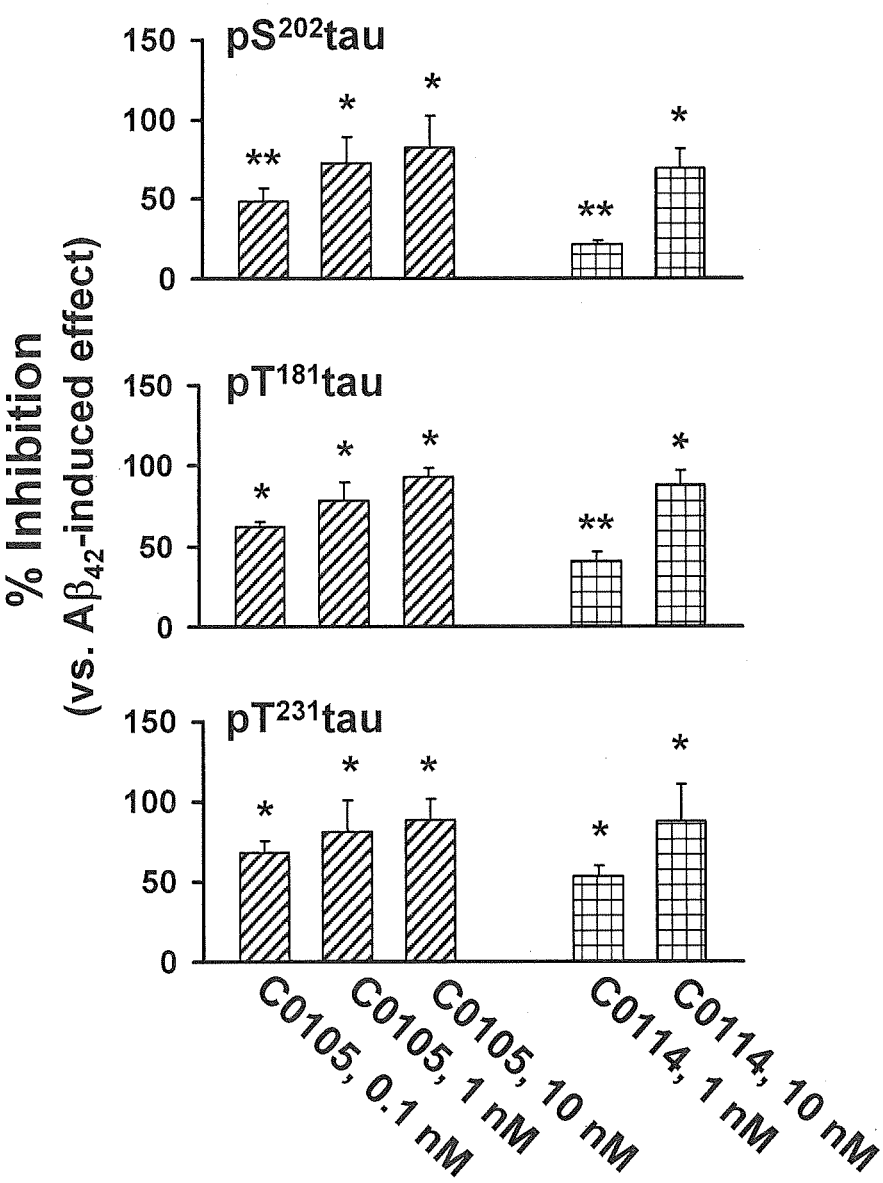 % Inhibition
(vs. Aβ42-induced effect)
pS202tau
150
100
50
0
**
*
*
**
*
pT181tau
150
100
50
0
*
*
*
**
*
pT231tau
150
100
50
0
*
*
*
*
*
C0105, 0.1 nM
C0105, 1 nM
C0105, 10 nM
C0114, 1 nM
C0114, 10 nM